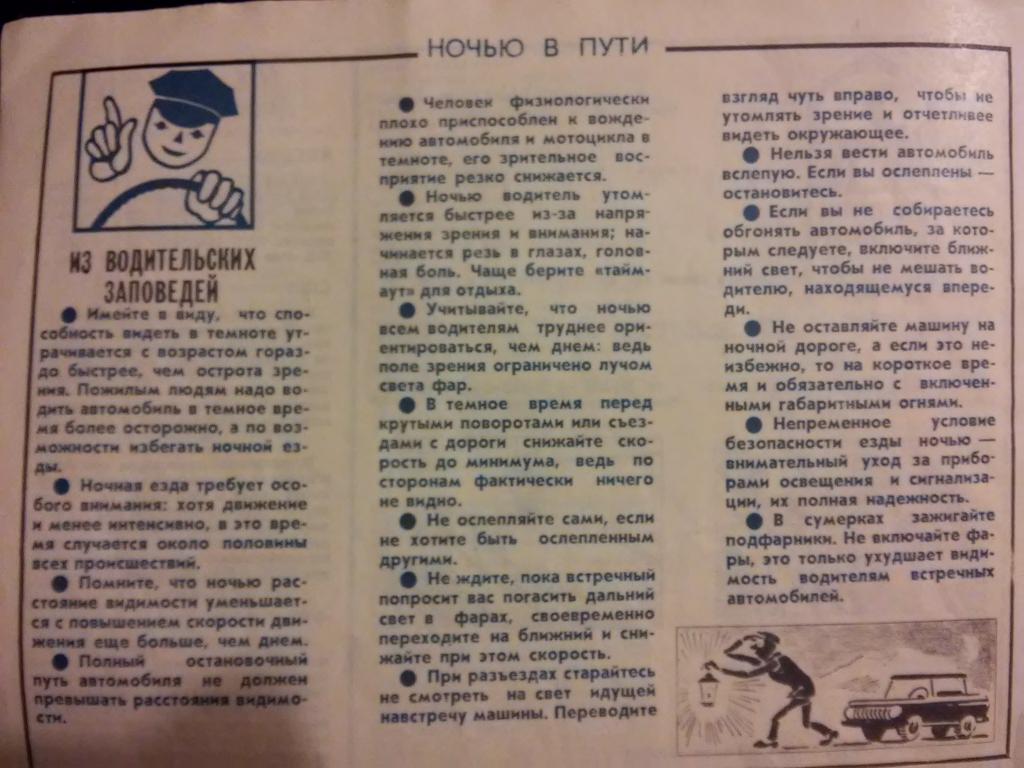 НОЧЬЮ В ПУТИ
ИЗ ВОДИТЕЛЬСКИХ
ЗАПОВЕДЕЙ
● Имейте в виду, что спо-
собность видеть в темноте ут-
рачивается с возрастом гораз-
до быстрее, чем острота зре-
ния. Пожилым людям надо во-
дить автомобиль в темное вре-
мя более осторожно, а по воз-
можности избегать ночной ез-
ды.
● Ночная езда требует осо-
бого внимания: хотя движение
и менее интенсивно, в это вре-
мя случается около половины
всех происшествий.
● Помните, что ночью рас-
стояние видимости уменьшает-
ся с повышением скорости дви-
жения еще больше, чем днем.
● Полный остановочный
путь автомобиля не должен
превышать расстояния видимо-
сти.
● Человек физиологически
плохо приспособлен к вожде-
нию автомобиля и мотоцикла в
темноте, его зрительное вос-
приятие резко снижается.
● Ночью водитель утом-
ляется быстрее из-за напря-
жения зрения и внимания; на-
чинается резь в глазах, голов-
ная боль. Чаще берите «тайм-
аут» для отдыха.
● Учитывайте, что ночью
всем водителям труднее ори-
ентироваться, чем днем: ведь
поле зрения ограничено лучом
света фар.
● В темное время перед
крутыми поворотами или съез-
дами с дороги снижайте ско-
рость до минимума, ведь по
сторонам фактически ничего
не видно.
● Не ослепляйте сами, если
не хотите быть ослепленным
другими.
● Не ждите, пока встречный
попросит вас погасить дальний
свет в фарах, своевременно
переходите на ближний и сни-
жайте при этом скорость.
● При разъездах старайтесь
не смотреть на свет идущей
навстречу машины. Переводите
взгляд чуть вправо, чтобы не
утомлять зрение и отчетливее
видеть окружающее.
● Нельзя вести автомобиль
вслепую. Если вы ослеплены —
остановитесь.
● Если вы не собираетесь
обгонять автомобиль, за кото-
рым следуете, включите ближ-
ний свет, чтобы не мешать во-
дителю, находящемуся впере-
ди.
● Не оставляйте машину на
ночной дороге, а если это не-
избежно, то на короткое вре-
мя и обязательно с включен-
ными габаритными огнями.
● Непременное условие
безопасности езды ночью —
внимательный уход за прибо-
рами освещения и сигнализа-
ции, их полная надежность.
● В сумерках зажигайте
подфарники. Не включайте фа-
ры, это только ухудшает види-
мость водителям встречных
автомобилей.